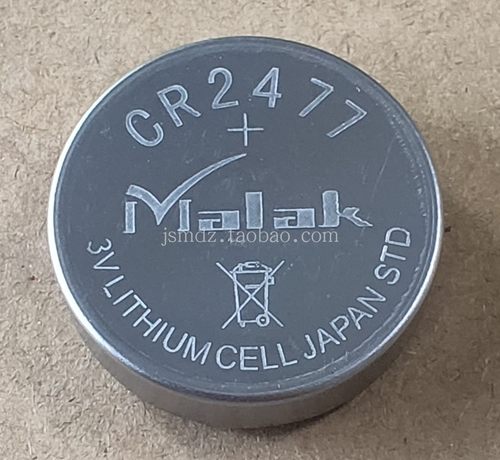 CR2477
+
Malak
jsmdz.taobao.com
3V LITHIUM CELL JAPAN STD